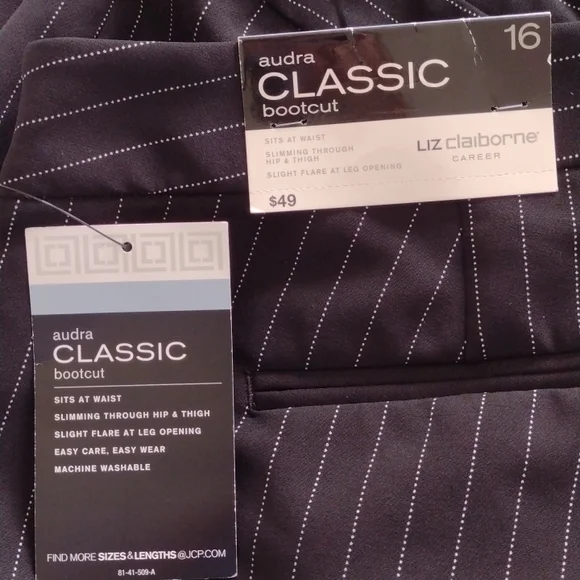 audra
CLASSIC
bootcut
16
SITS AT WAIST
SLIMMING THROUGH
HIP & THIGH
SLIGHT FLARE AT LEG OPENING
LIZ claiborne®
CAREER
$49
audra
CLASSIC
bootcut
SITS AT WAIST
SLIMMING THROUGH HIP & THIGH
SLIGHT FLARE AT LEG OPENING
EASY CARE, EASY WEAR
MACHINE WASHABLE
FIND MORE SIZES & LENGTHS @ JCP.COM
81-41-509-A